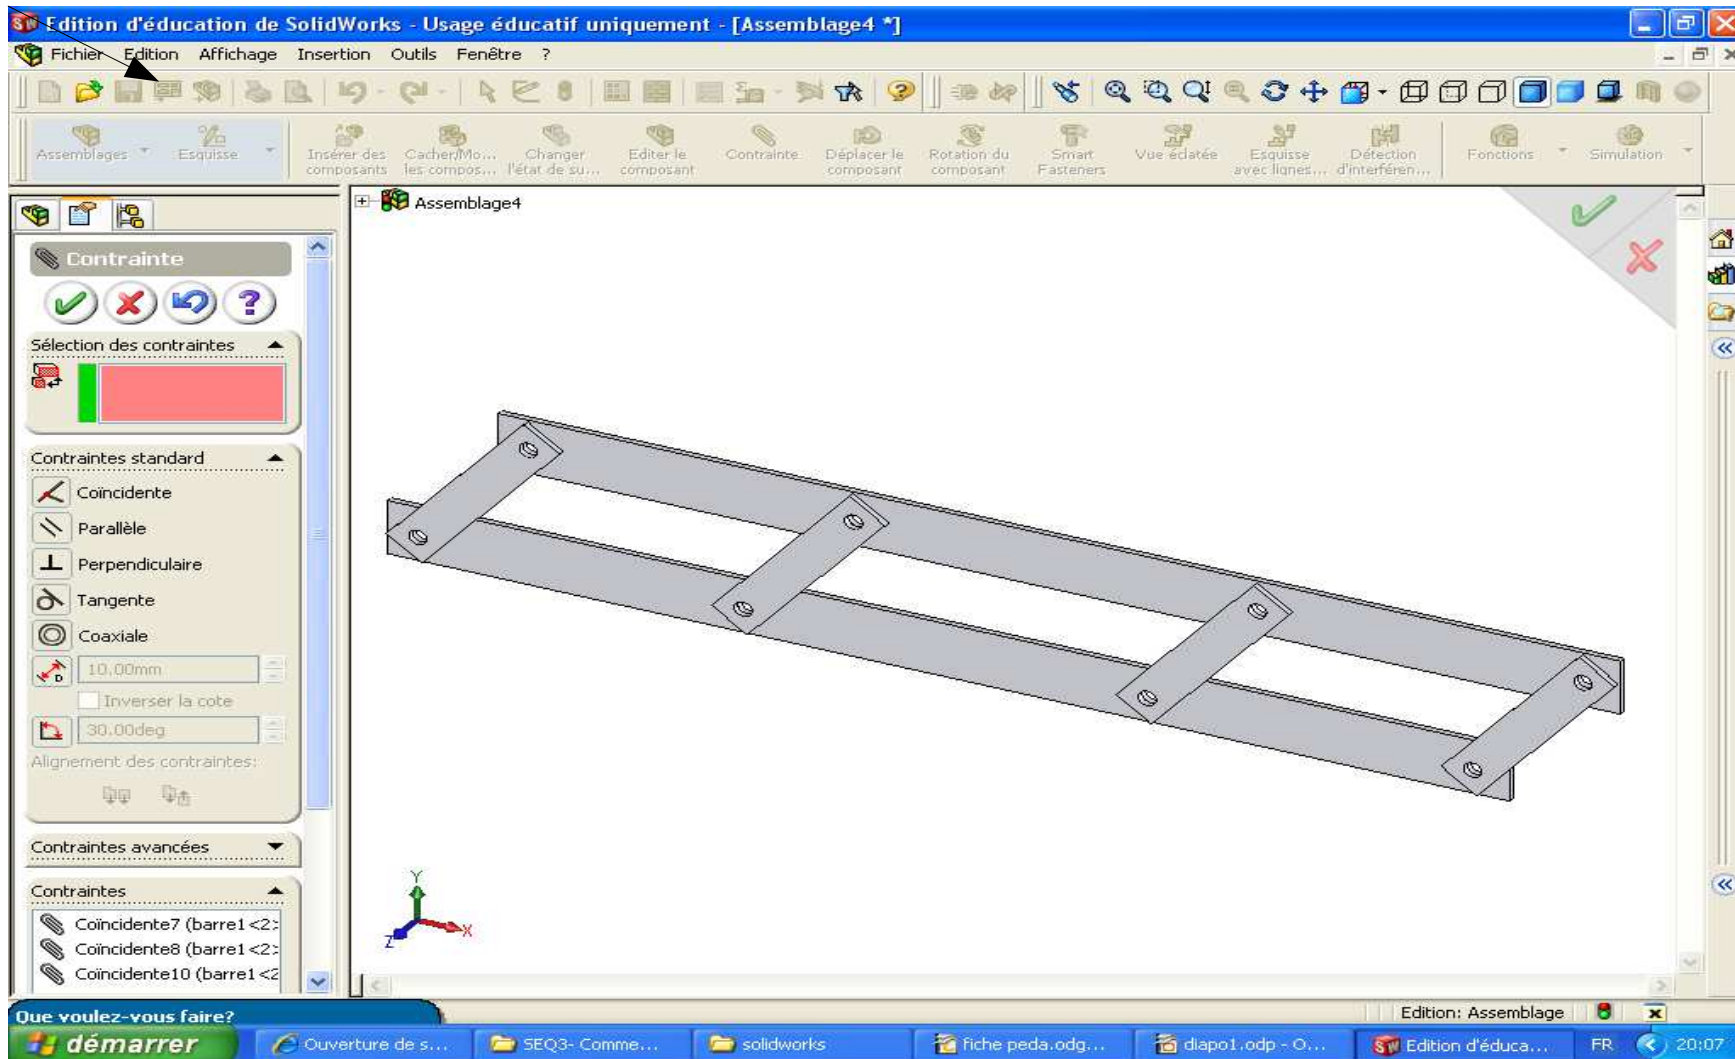 Edition d'éducation de SolidWorks - Usage éducatif uniquement - [Assemblage4 *]
Fichier Edition Affichage Insertion Outils Fenêtre ?
Assemblages Esquisse Insérer des composants Cacher/Mo... les compos... Changer l'état de su... Editer le composant Contrainte Déplacer le composant Rotation du composant Smart Fasteners Vue éclatée Esquisse avec lignes... Détection d'interféren... Fonctions Simulation
Assemblage4
Contrainte
Sélection des contraintes
Contraintes standard
Coïncidente
Parallèle
Perpendiculaire
Tangente
Coaxiale
10.00mm
Inverser la cote
30.00deg
Alignement des contraintes:
Contraintes avancées
Contraintes
Coïncidente7 (barre1<2>
Coïncidente8 (barre1<2>
Coïncidente10 (barre1<2
Y
X
Z
Que voulez-vous faire?
Edition: Assemblage
démarrer Ouverture de s... SEQ3- Comme... solidworks fiche peda.odg... diapo1.odp - O... Edition d'éduca... FR 20:07